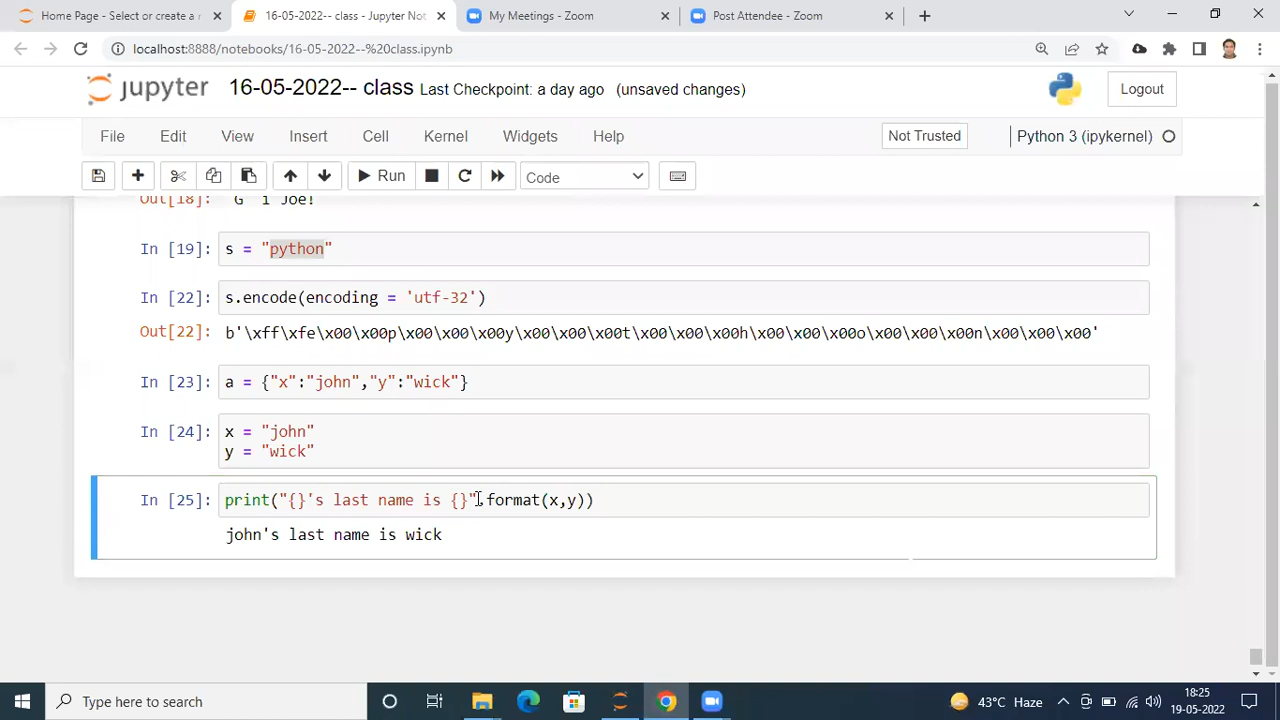 Home Page - Select or create a n
16-05-2022-- class - Jupyter Not
My Meetings - Zoom
Post Attendee - Zoom
localhost:8888/notebooks/16-05-2022--%20class.ipynb
jupyter 16-05-2022-- class Last Checkpoint: a day ago (unsaved changes) Logout
File Edit View Insert Cell Kernel Widgets Help Not Trusted Python 3 (ipykernel)
Run Code
Out[18]: 'G i Joe!'
In [19]: s = "python"
In [22]: s.encode(encoding = 'utf-32')
Out[22]: b'\xff\xfe\x00\x00p\x00\x00\x00y\x00\x00\x00t\x00\x00\x00h\x00\x00\x00o\x00\x00\x00n\x00\x00\x00'
In [23]: a = {"x":"john","y":"wick"}
In [24]: x = "john"
y = "wick"
In [25]: print("{}'s last name is {}".format(x,y))
john's last name is wick
Type here to search
43°C Haze
18:25
19-05-2022